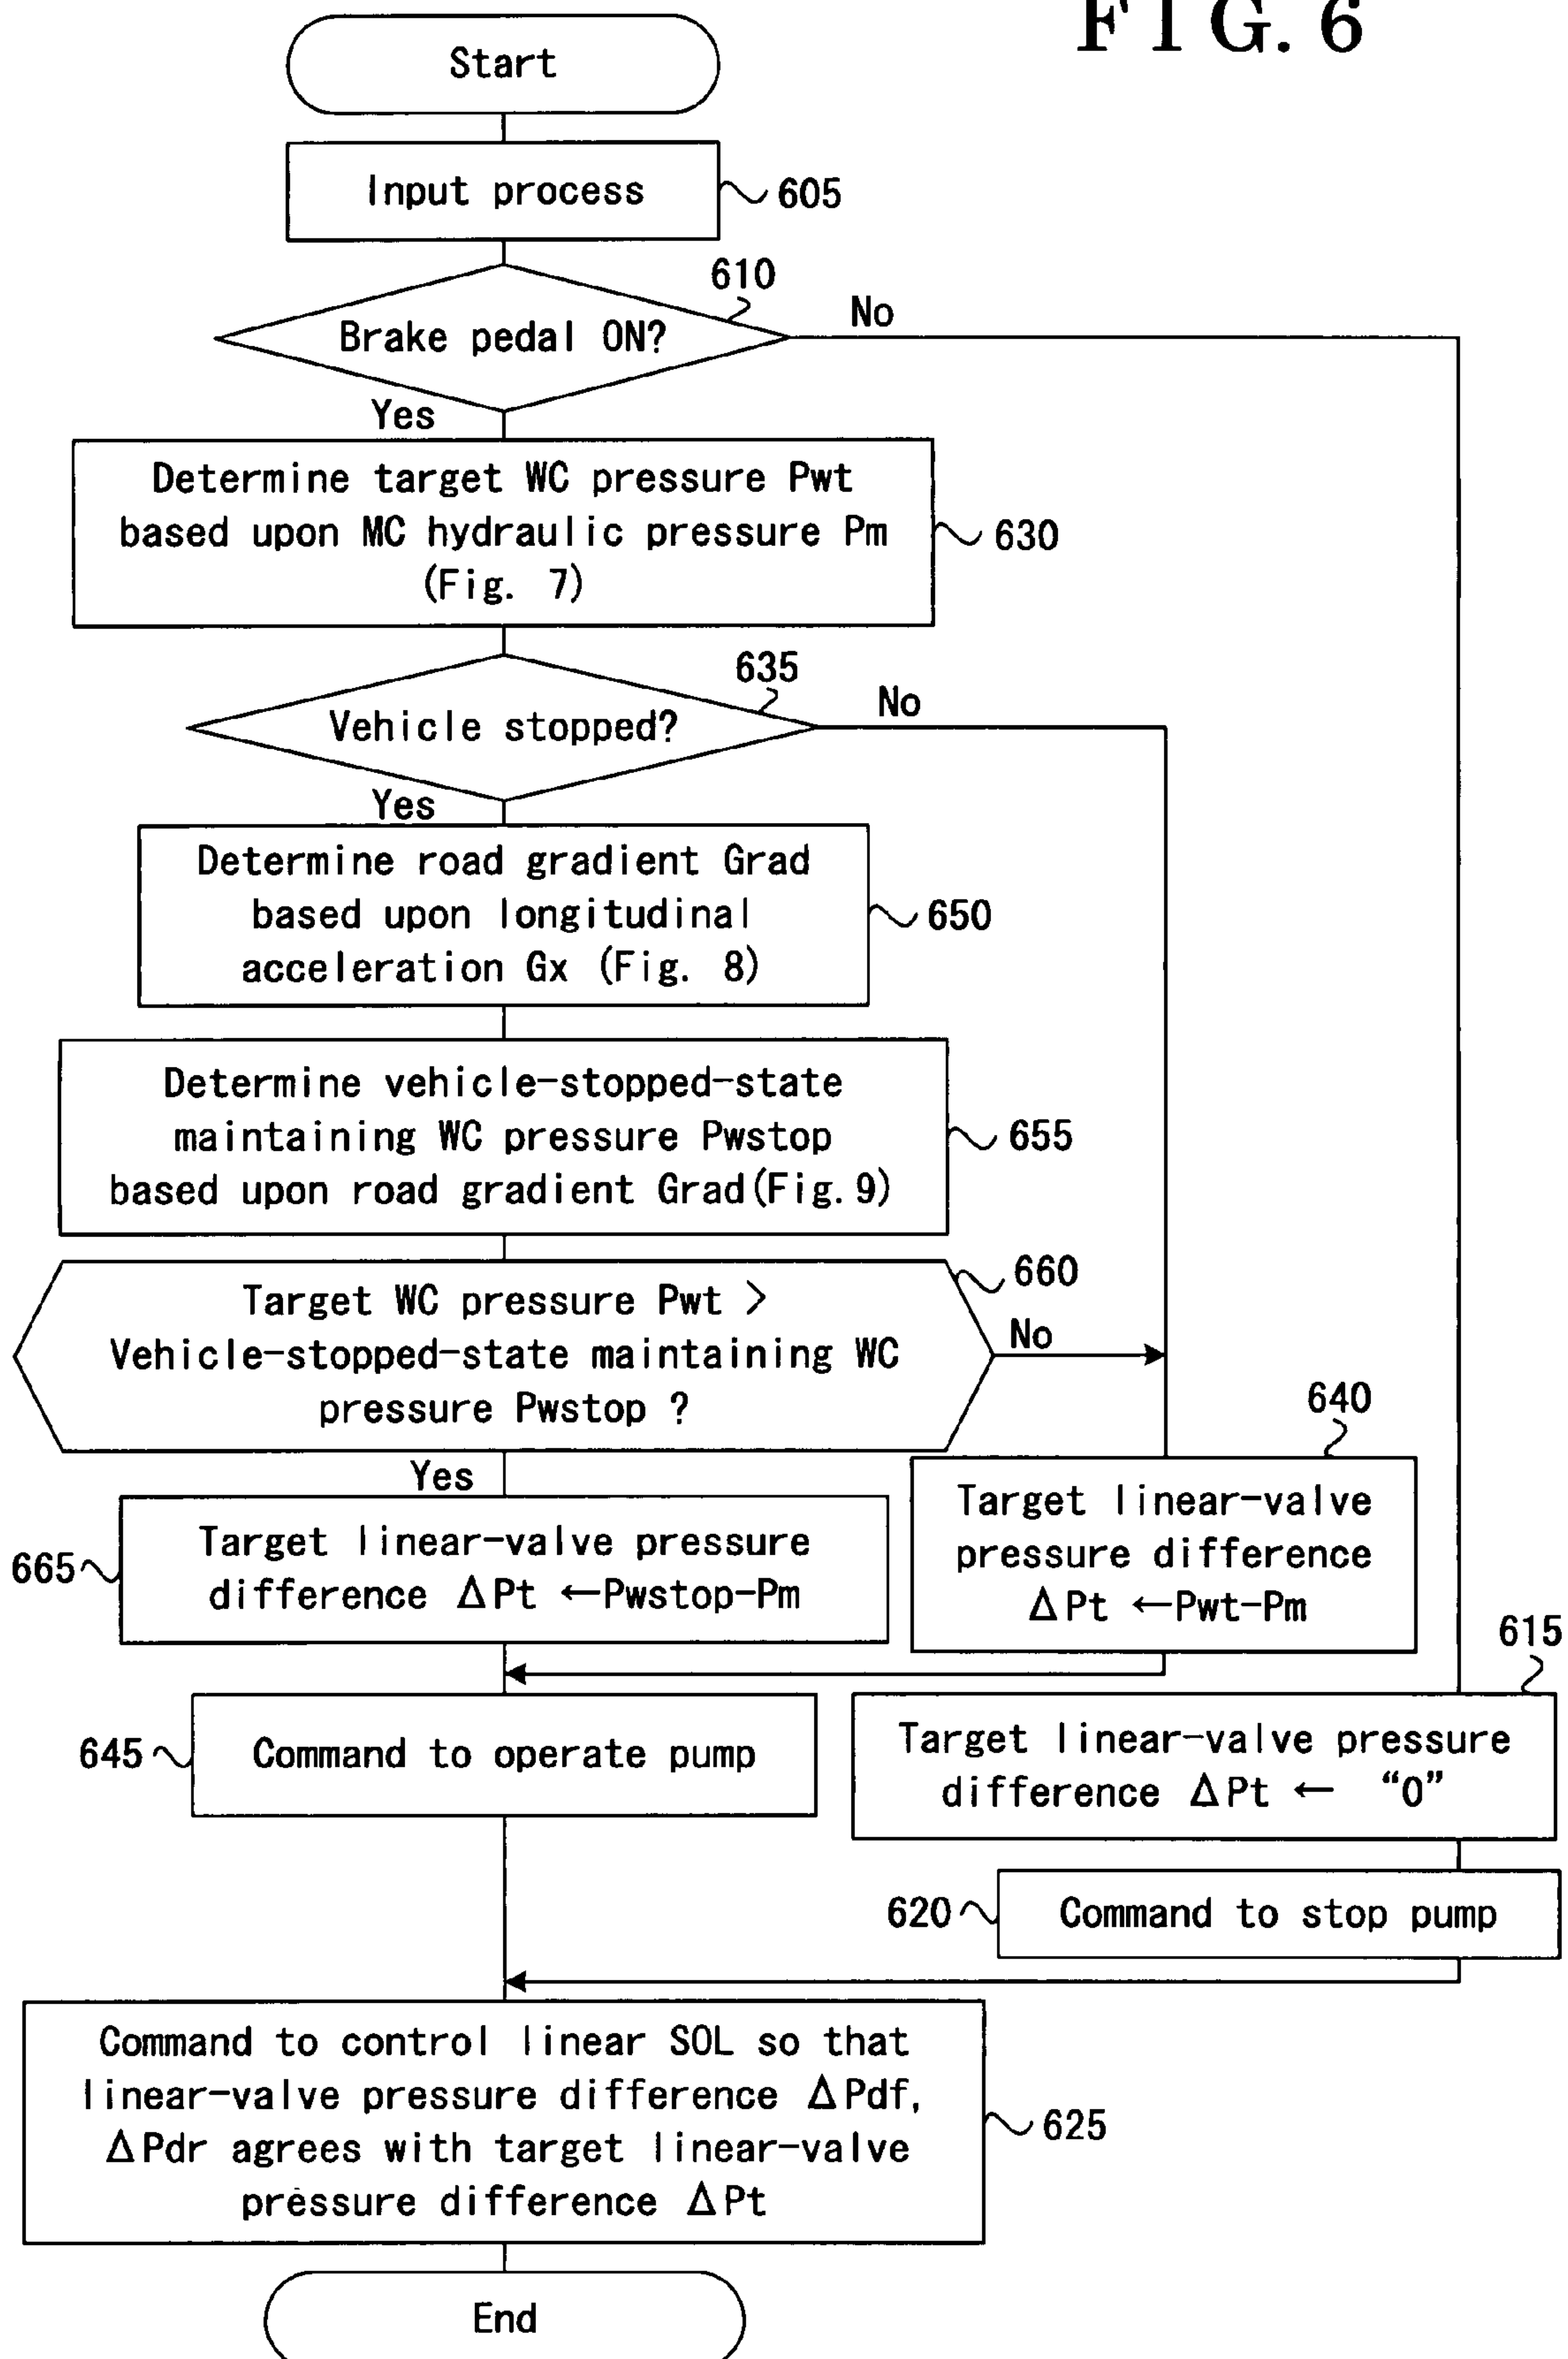 FIG. 6
Start
Input process
605
610
Brake pedal ON?
No
Yes
Determine target WC pressure Pwt
based upon MC hydraulic pressure Pm
(Fig. 7)
630
635
Vehicle stopped?
No
Yes
Determine road gradient Grad
based upon longitudinal
acceleration Gx (Fig. 8)
650
Determine vehicle-stopped-state
maintaining WC pressure Pwstop
based upon road gradient Grad(Fig. 9)
655
660
Target WC pressure Pwt >
Vehicle-stopped-state maintaining WC
pressure Pwstop ?
No
Yes
640
Target linear-valve
pressure difference
ΔPt ←Pwt-Pm
665
Target linear-valve pressure
difference ΔPt ←Pwstop-Pm
615
Target linear-valve pressure
difference ΔPt ← “0”
645
Command to operate pump
620
Command to stop pump
Command to control linear SOL so that
linear-valve pressure difference ΔPdf,
ΔPdr agrees with target linear-valve
pressure difference ΔPt
625
End